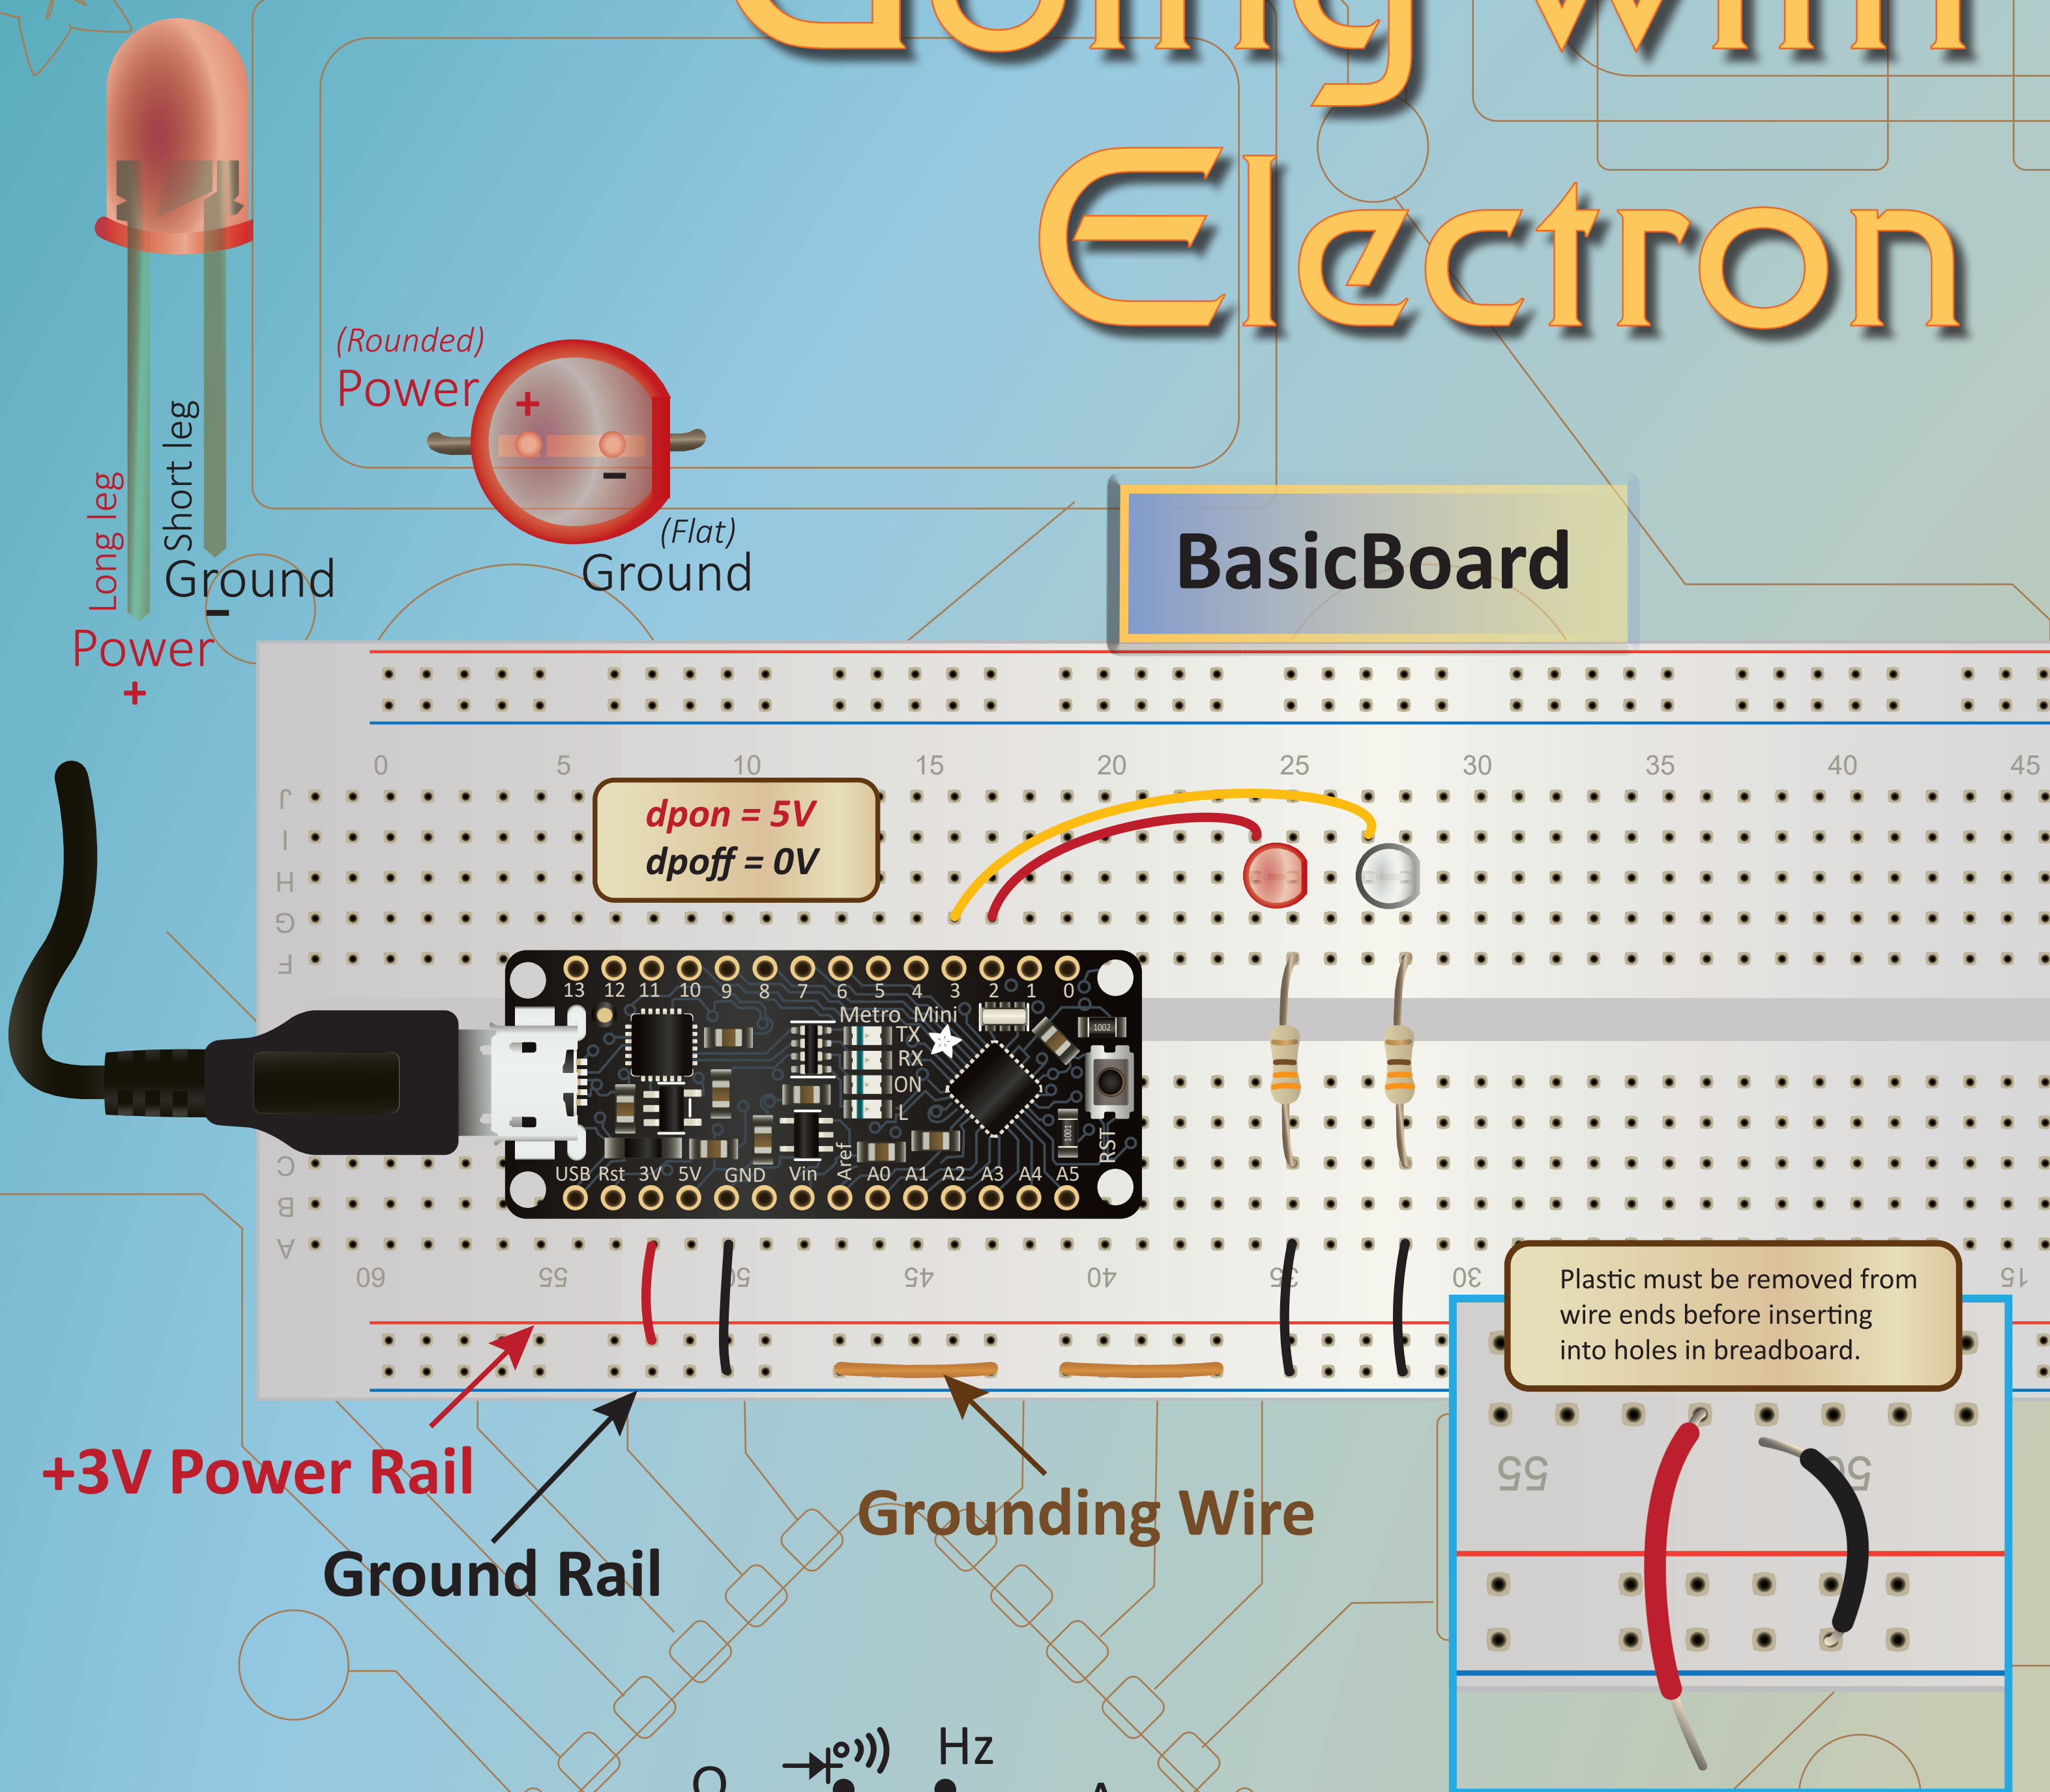 Going with
Electron
(Rounded)
Power
+
-
(Flat)
Ground
Long leg
Short leg
Ground
-
Power
+
BasicBoard
0 5 10 15 20 25 30 35 40 45
J
I
H
G
F
dpon = 5V
dpoff = 0V
13 12 11 10 9 8 7 6 5 4 3 2 1 0
Metro Mini
TX
RX
ON
L
1002
1001
RST
USB Rst 3V 5V GND Vin Aref A0 A1 A2 A3 A4 A5
C
B
A
60 55 50 45 40 35 30 15
Plastic must be removed from
wire ends before inserting
into holes in breadboard.
55 50
+3V Power Rail
Ground Rail
Grounding Wire
Hz